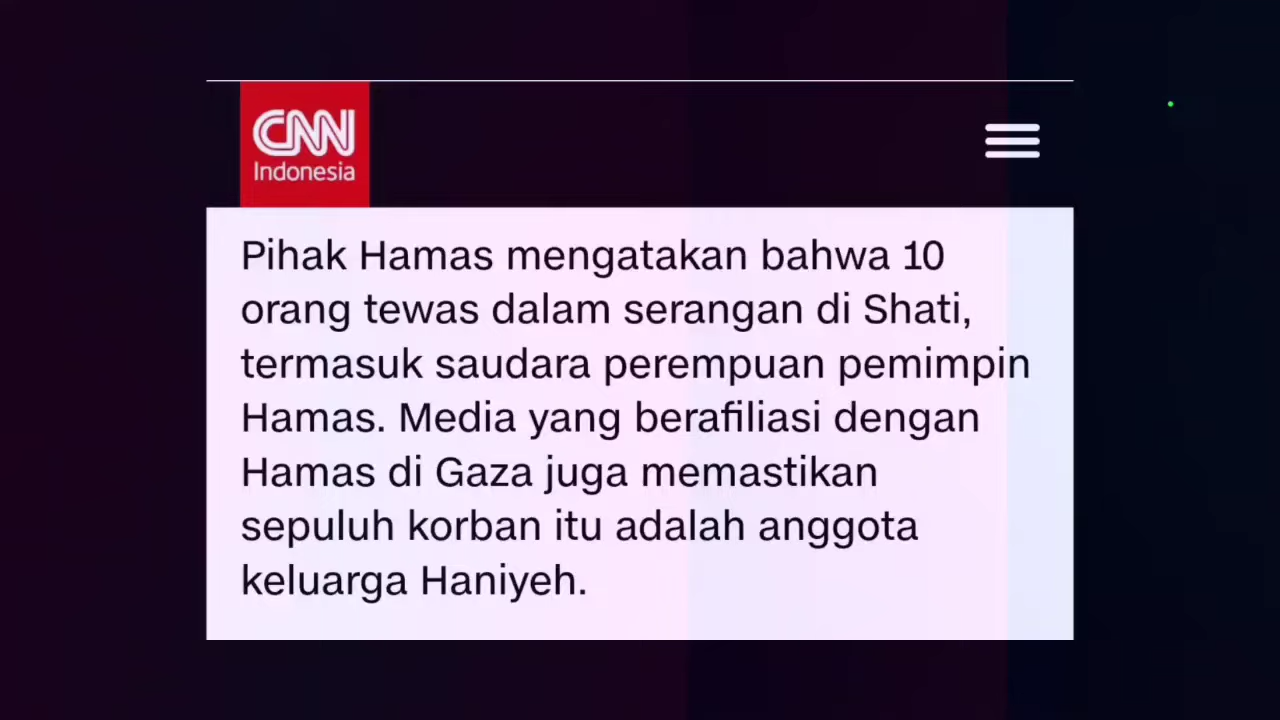 CNN
Indonesia
Pihak Hamas mengatakan bahwa 10
orang tewas dalam serangan di Shati,
termasuk saudara perempuan pemimpin
Hamas. Media yang berafiliasi dengan
Hamas di Gaza juga memastikan
sepuluh korban itu adalah anggota
keluarga Haniyeh.